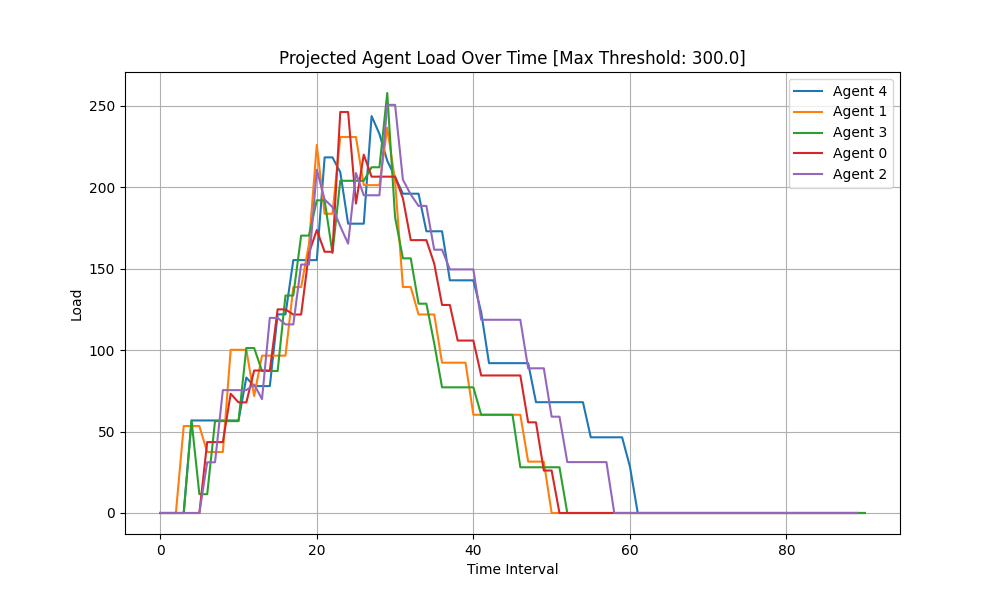 Projected Agent Load Over Time [Max Threshold: 300.0]
Load
250
200
150
100
50
0
0 20 40 60 80
Time Interval
Agent 4
Agent 1
Agent 3
Agent 0
Agent 2